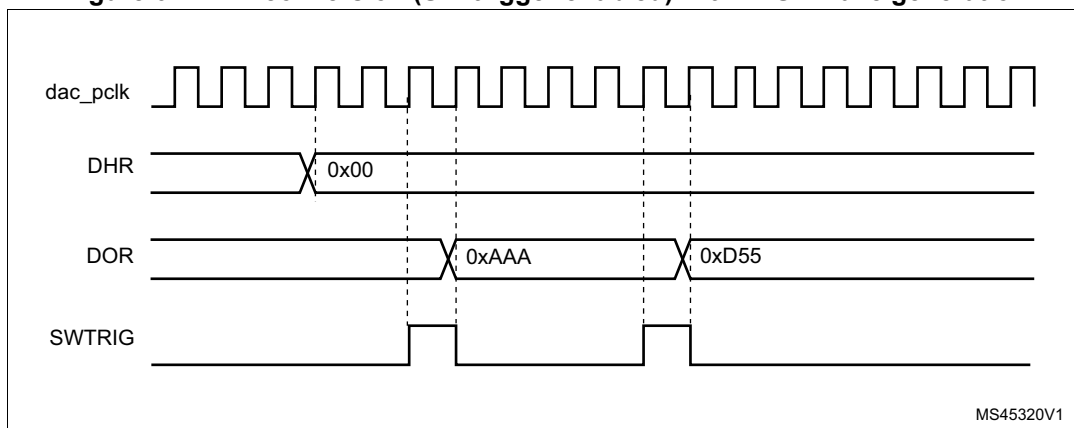 dac_pclk
DHR
0x00
DOR
0xAAA
0xD55
SWTRIG
MS45320V1